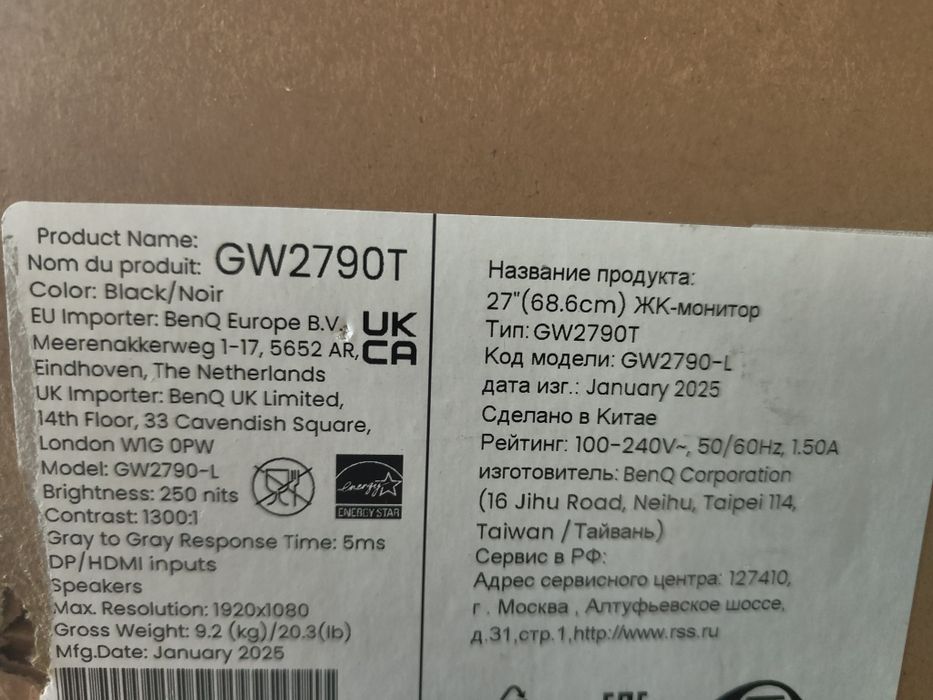 Product Name:
Nom du produit: GW2790T
Color: Black/Noir
EU Importer: BenQ Europe B.V.
Meerenakkerweg 1-17, 5652 AR,
Eindhoven, The Netherlands
UK Importer: BenQ UK Limited,
14th Floor, 33 Cavendish Square,
London W1G 0PW
UK
CA
Model: GW2790-L
Brightness: 250 nits
Contrast: 1300:1
Gray to Gray Response Time: 5ms
DP/HDMI inputs
Speakers
Max. Resolution: 1920x1080
Gross Weight: 9.2 (kg)/20.3(lb)
Mfg.Date: January 2025
energy
ENERGY STAR
Название продукта:
27"(68.6cm) ЖК-монитор
Тип: GW2790T
Код модели: GW2790-L
дата изг.: January 2025
Сделано в Китае
Рейтинг: 100-240V~, 50/60Hz, 1.50A
изготовитель: BenQ Corporation
(16 Jihu Road, Neihu, Taipei 114,
Taiwan /Тайвань)
Сервис в РФ:
Адрес сервисного центра: 127410,
г. Москва , Алтуфьевское шоссе,
д.31,стр.1,http://www.rss.ru